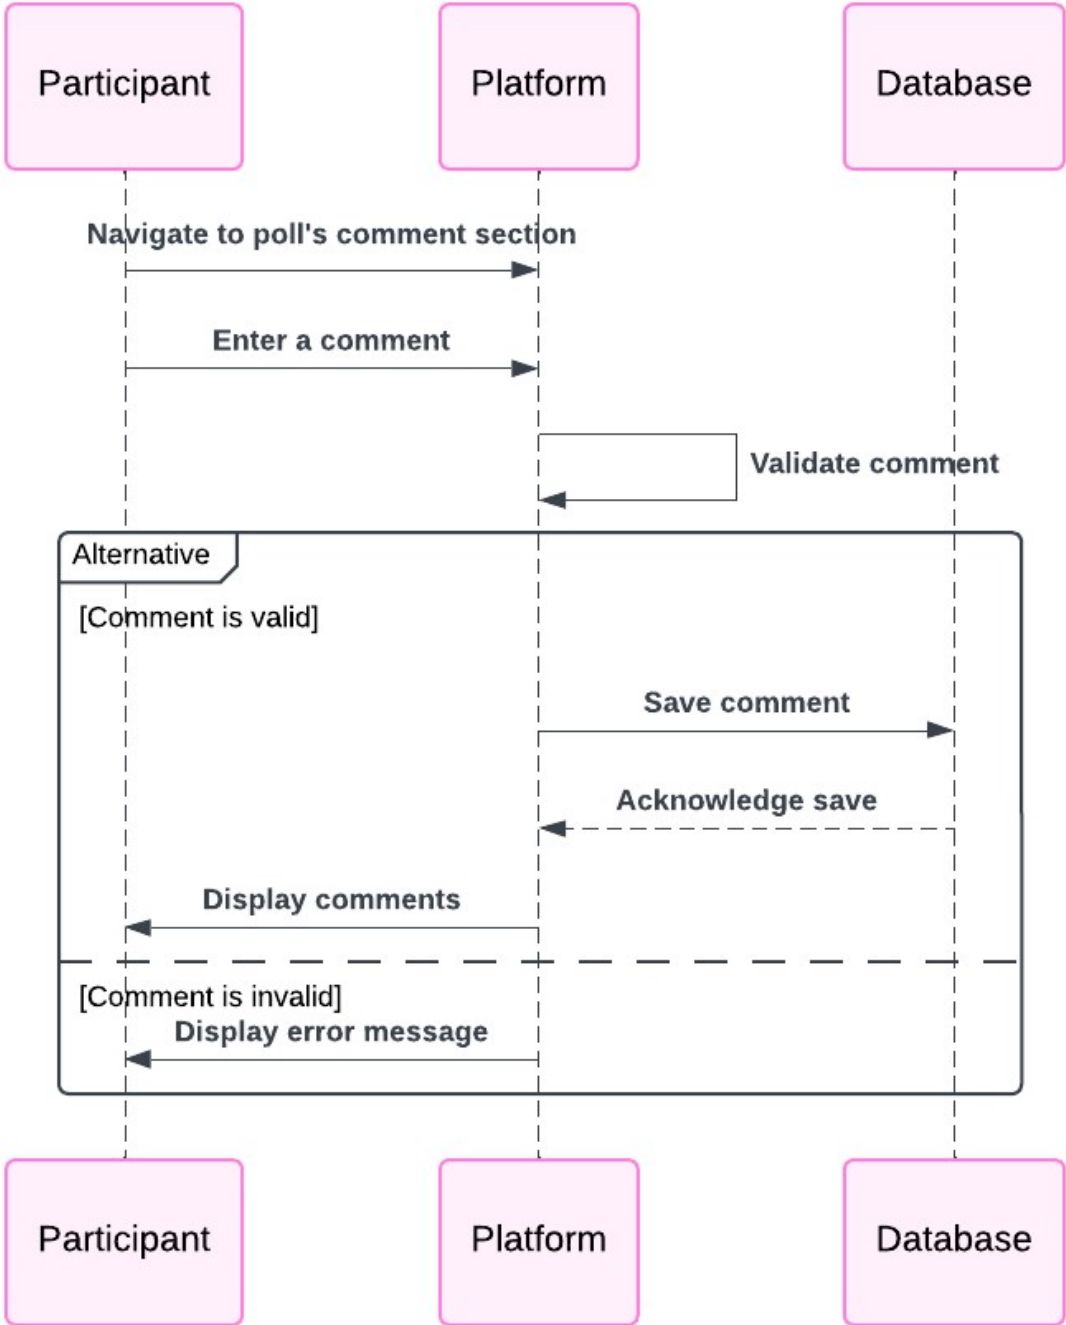 Participant
Platform
Database
Navigate to poll's comment section
Enter a comment
Validate comment
Alternative
[Comment is valid]
Save comment
Acknowledge save
Display comments
[Comment is invalid]
Display error message
Participant
Platform
Database